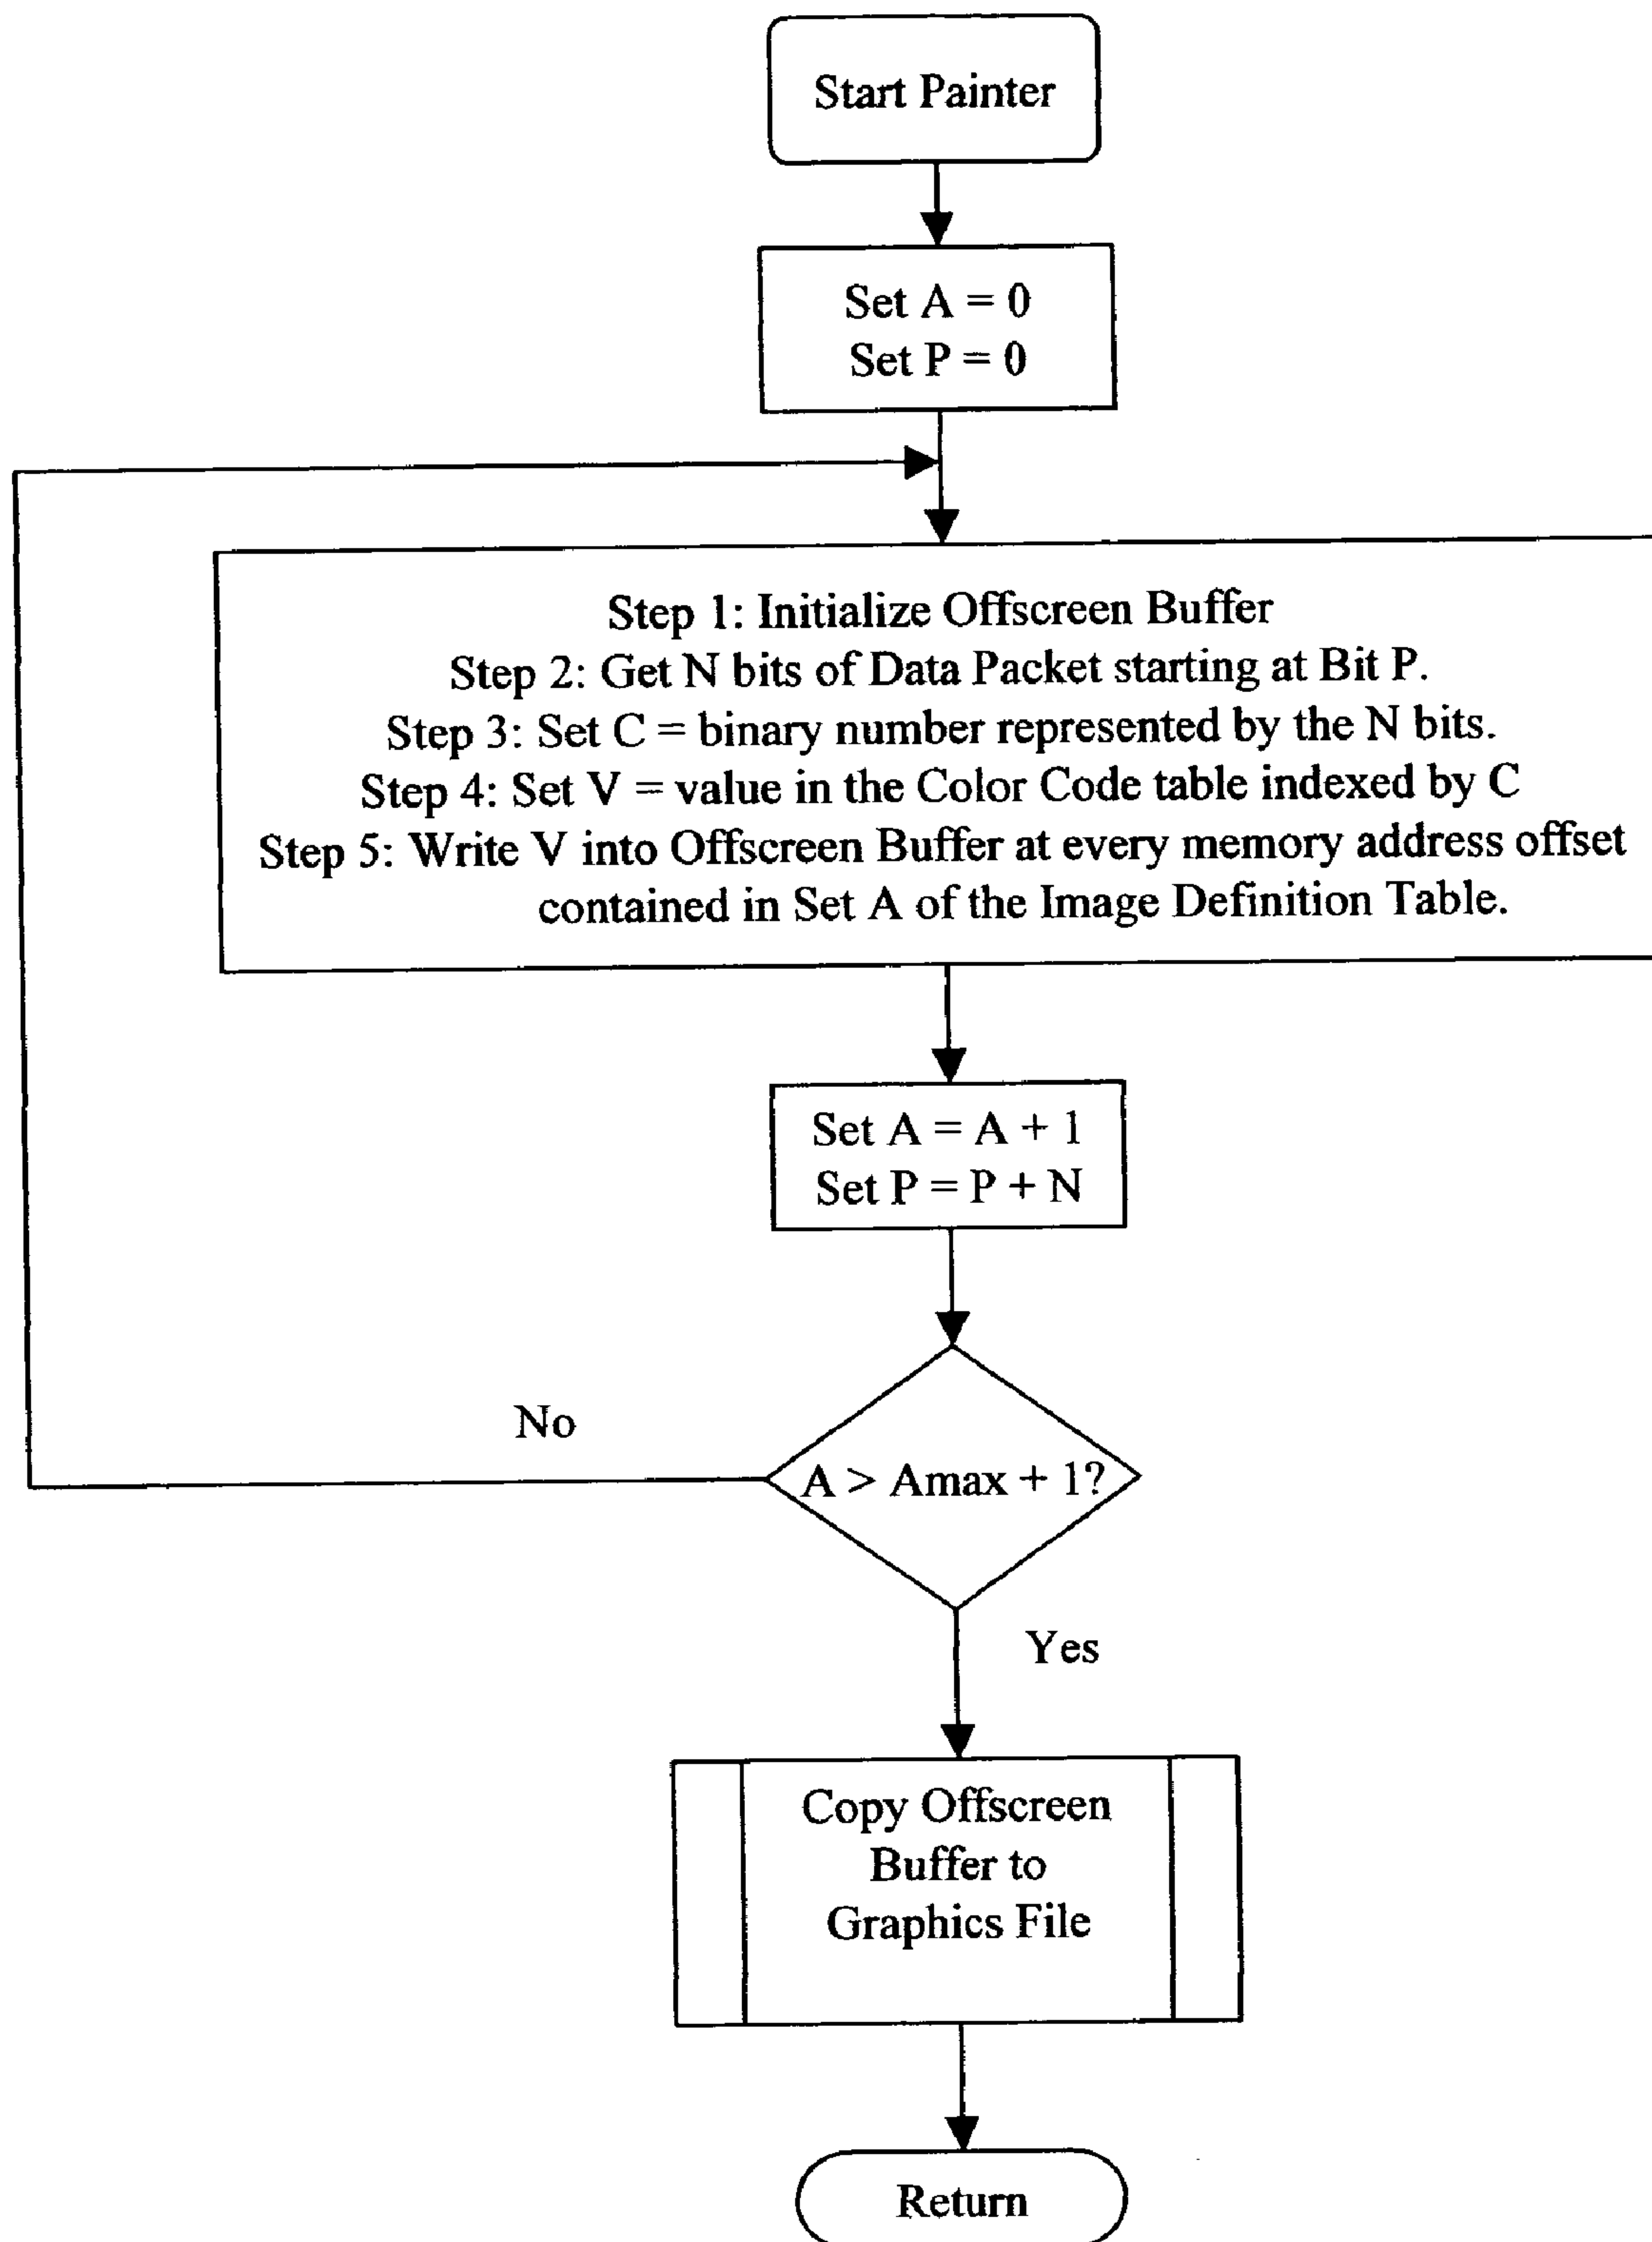 Start Painter
Set A = 0
Set P = 0
Step 1: Initialize Offscreen Buffer
Step 2: Get N bits of Data Packet starting at Bit P.
Step 3: Set C = binary number represented by the N bits.
Step 4: Set V = value in the Color Code table indexed by C
Step 5: Write V into Offscreen Buffer at every memory address offset
contained in Set A of the Image Definition Table.
Set A = A + 1
Set P = P + N
No
A > Amax + 1?
Yes
Copy Offscreen
Buffer to
Graphics File
Return